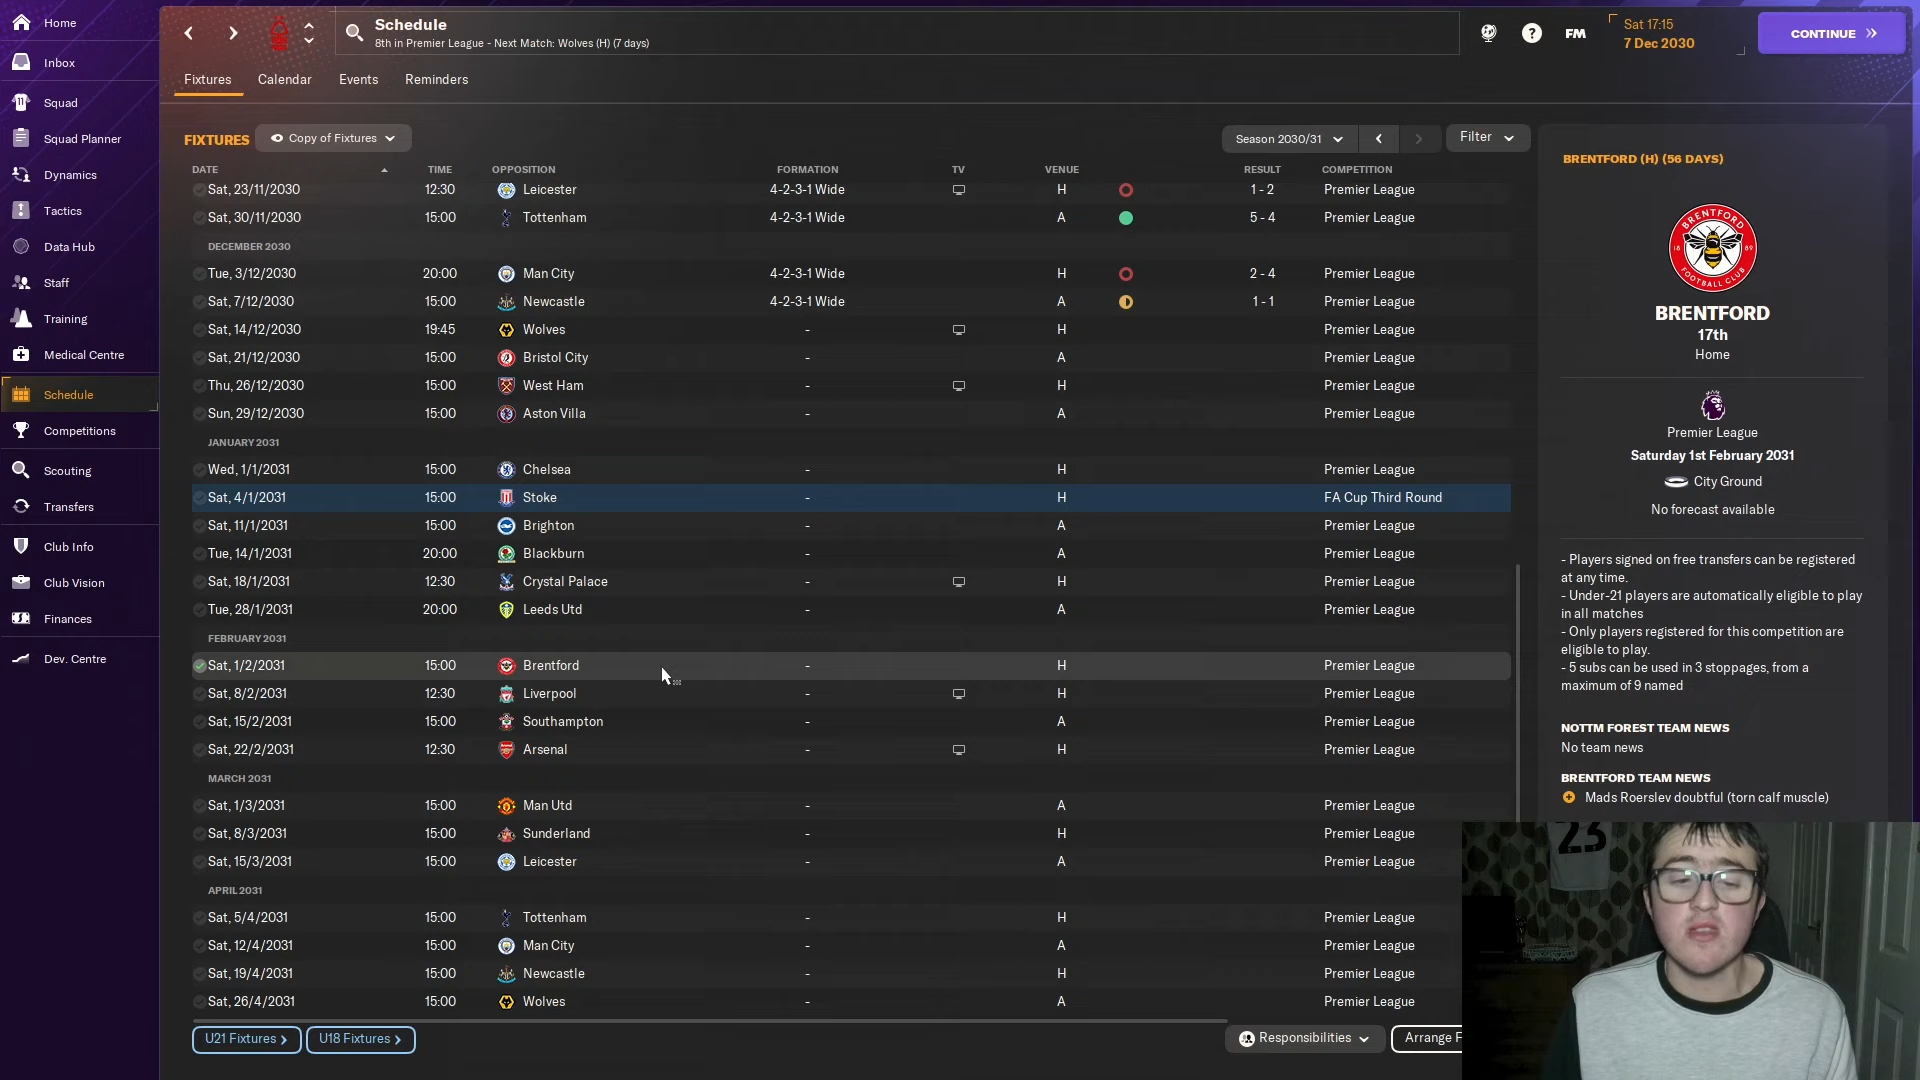 Home
Inbox
Squad
Squad Planner
Dynamics
Tactics
Data Hub
Staff
Training
Medical Centre
Schedule
Competitions
Scouting
Transfers
Club Info
Club Vision
Finances
Dev. Centre
Schedule
8th in Premier League - Next Match: Wolves (H) (7 days)
FM
Sat 17:15
7 Dec 2030
CONTINUE
Fixtures Calendar Events Reminders
FIXTURES Copy of Fixtures Season 2030/31 Filter
DATE TIME OPPOSITION FORMATION TV VENUE RESULT COMPETITION
Sat, 23/11/2030 12:30 Leicester 4-2-3-1 Wide H 1 - 2 Premier League
Sat, 30/11/2030 15:00 Tottenham 4-2-3-1 Wide A 5 - 4 Premier League
DECEMBER 2030
Tue, 3/12/2030 20:00 Man City 4-2-3-1 Wide H 2 - 4 Premier League
Sat, 7/12/2030 15:00 Newcastle 4-2-3-1 Wide A 1 - 1 Premier League
Sat, 14/12/2030 19:45 Wolves - H Premier League
Sat, 21/12/2030 15:00 Bristol City - A Premier League
Thu, 26/12/2030 15:00 West Ham - H Premier League
Sun, 29/12/2030 15:00 Aston Villa - A Premier League
JANUARY 2031
Wed, 1/1/2031 15:00 Chelsea - H Premier League
Sat, 4/1/2031 15:00 Stoke - H FA Cup Third Round
Sat, 11/1/2031 15:00 Brighton - A Premier League
Tue, 14/1/2031 20:00 Blackburn - A Premier League
Sat, 18/1/2031 12:30 Crystal Palace - H Premier League
Tue, 28/1/2031 20:00 Leeds Utd - A Premier League
FEBRUARY 2031
Sat, 1/2/2031 15:00 Brentford - H Premier League
Sat, 8/2/2031 12:30 Liverpool - H Premier League
Sat, 15/2/2031 15:00 Southampton - A Premier League
Sat, 22/2/2031 12:30 Arsenal - H Premier League
MARCH 2031
Sat, 1/3/2031 15:00 Man Utd - A Premier League
Sat, 8/3/2031 15:00 Sunderland - H Premier League
Sat, 15/3/2031 15:00 Leicester - A Premier League
APRIL 2031
Sat, 5/4/2031 15:00 Tottenham - H Premier League
Sat, 12/4/2031 15:00 Man City - A Premier League
Sat, 19/4/2031 15:00 Newcastle - H Premier League
Sat, 26/4/2031 15:00 Wolves - A Premier League
U21 Fixtures U18 Fixtures Responsibilities Arrange F
BRENTFORD (H) (56 DAYS)
BRENTFORD
18 89
FOOTBALL CLUB
BRENTFORD
17th
Home
Premier League
Saturday 1st February 2031
City Ground
No forecast available
- Players signed on free transfers can be registered
at any time.
- Under-21 players are automatically eligible to play
in all matches
- Only players registered for this competition are
eligible to play.
- 5 subs can be used in 3 stoppages, from a
maximum of 9 named
NOTTM FOREST TEAM NEWS
No team news
BRENTFORD TEAM NEWS
Mads Roerslev doubtful (torn calf muscle)
23